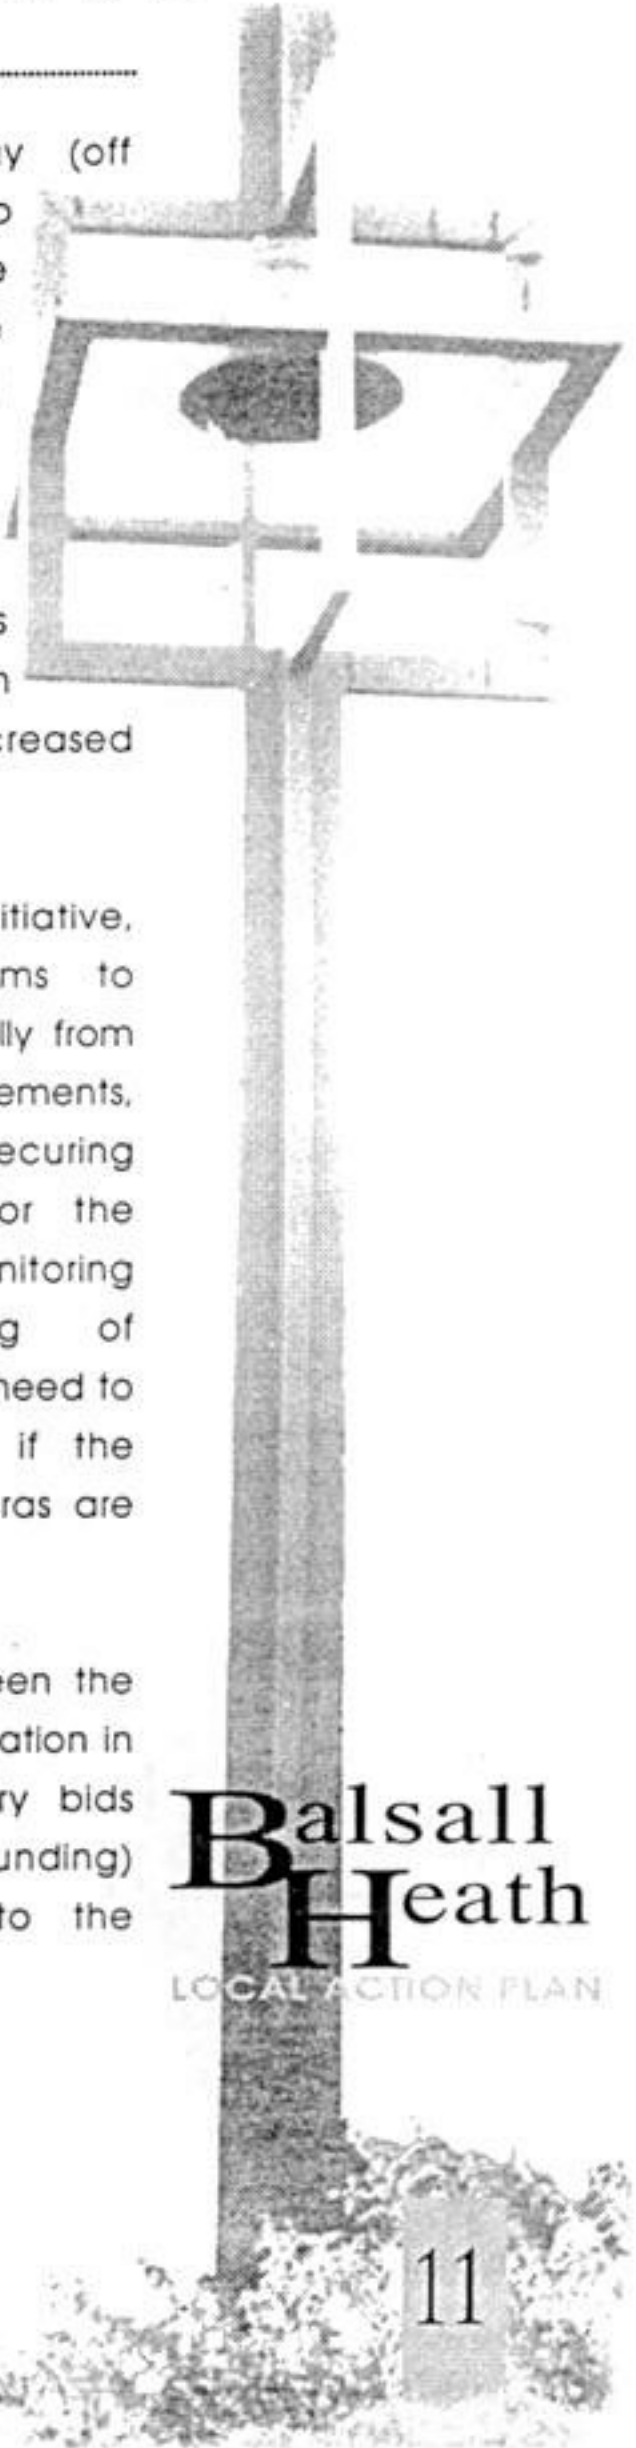 (off
creased
itiative,
ms to
lly from
ements,
ecuring
or the
nitoring
g of
need to
if the
ras are
een the
ation in
ry bids
unding)
to the
Balsall
Heath
LOCAL ACTION PLAN
11